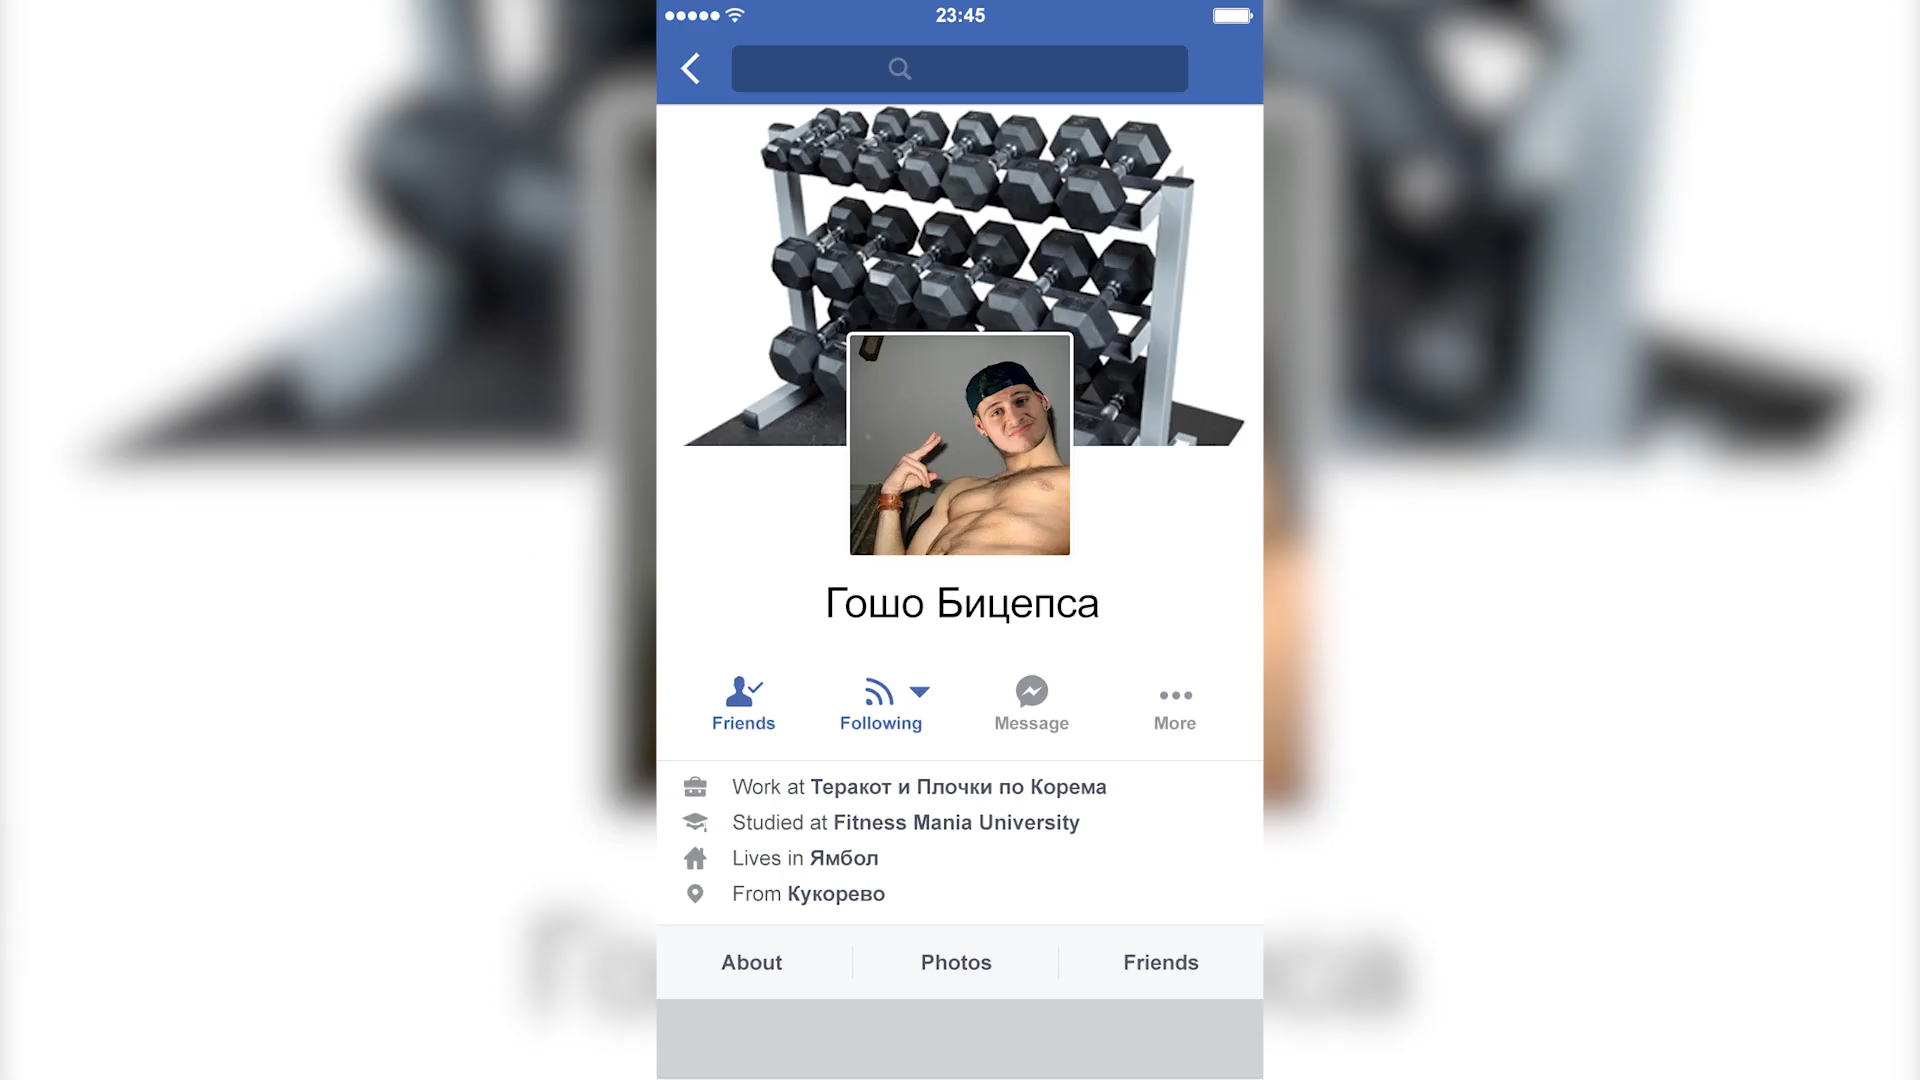 23:45
Гошо Бицепса
Friends
Following
Message
More
Work at Теракот и Плочки по Корема
Studied at Fitness Mania University
Lives in Ямбол
From Кукорево
About
Photos
Friends